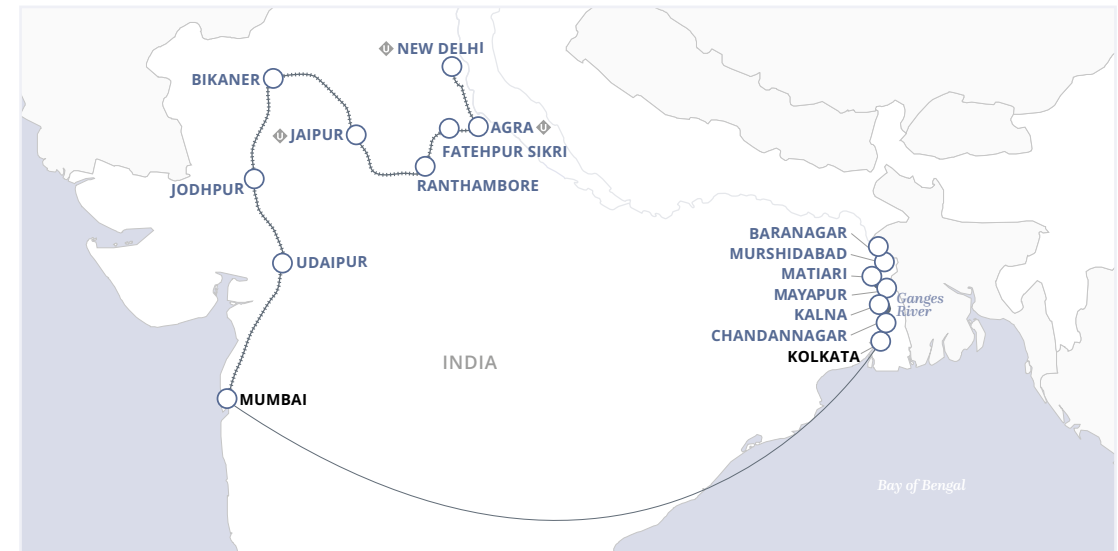 U NEW DELHI
BIKANER
U JAIPUR
AGRA U
FATEHPUR SIKRI
RANTHAMBORE
JODHPUR
UDAIPUR
MUMBAI
INDIA
BARANAGAR
MURSHIDABAD
MATIARI
MAYAPUR
KALNA
CHANDANNAGAR
KOLKATA
Ganges
River
Bay of Bengal